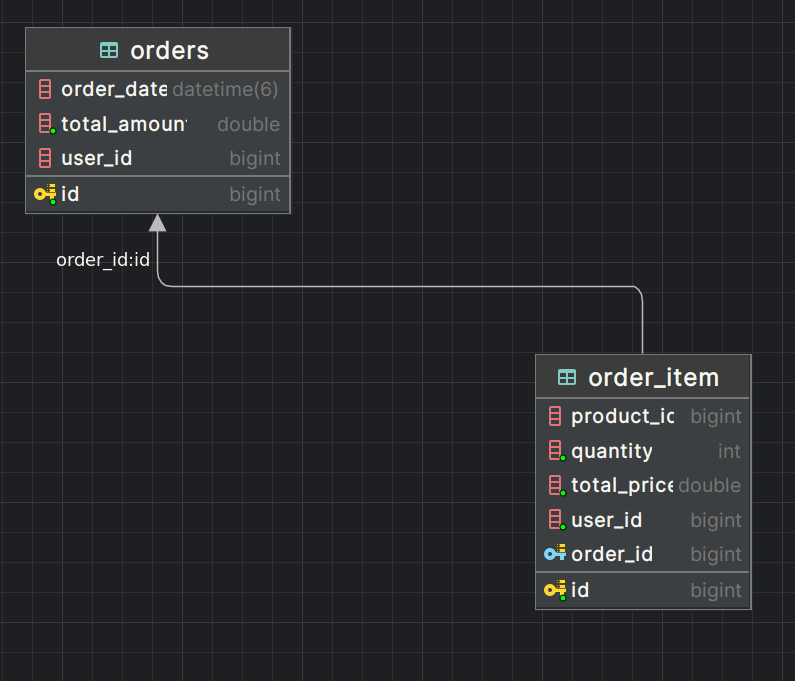 orders
order_date datetime(6)
total_amoun double
user_id bigint
id bigint
order_id:id
order_item
product_ic bigint
quantity int
total_price double
user_id bigint
order_id bigint
id bigint